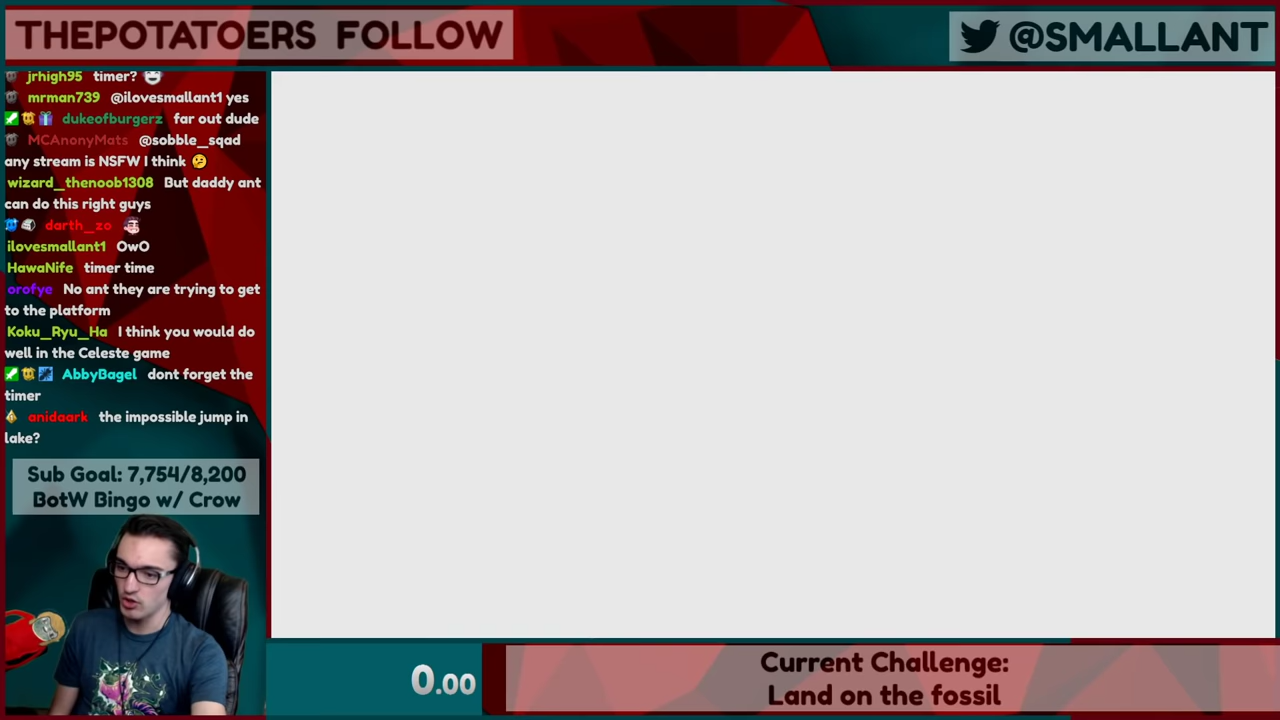 THEPOTATOERS FOLLOW
@SMALLANT
jrhigh95 timer?
mrman739 @ilovesmallant1 yes
dukeofburgerz far out dude
MCAnonyMats @sobble_sqad
any stream is NSFW I think
wizard_thenoob1308 But daddy ant
can do this right guys
darth_zo
ilovesmallant1 OwO
HawaNife timer time
orofye No ant they are trying to get
to the platform
Koku_Ryu_Ha I think you would do
well in the Celeste game
AbbyBagel dont forget the
timer
anidaark the impossible jump in
lake?
Sub Goal: 7,754/8,200
BotW Bingo w/ Crow
0.00
Current Challenge:
Land on the fossil